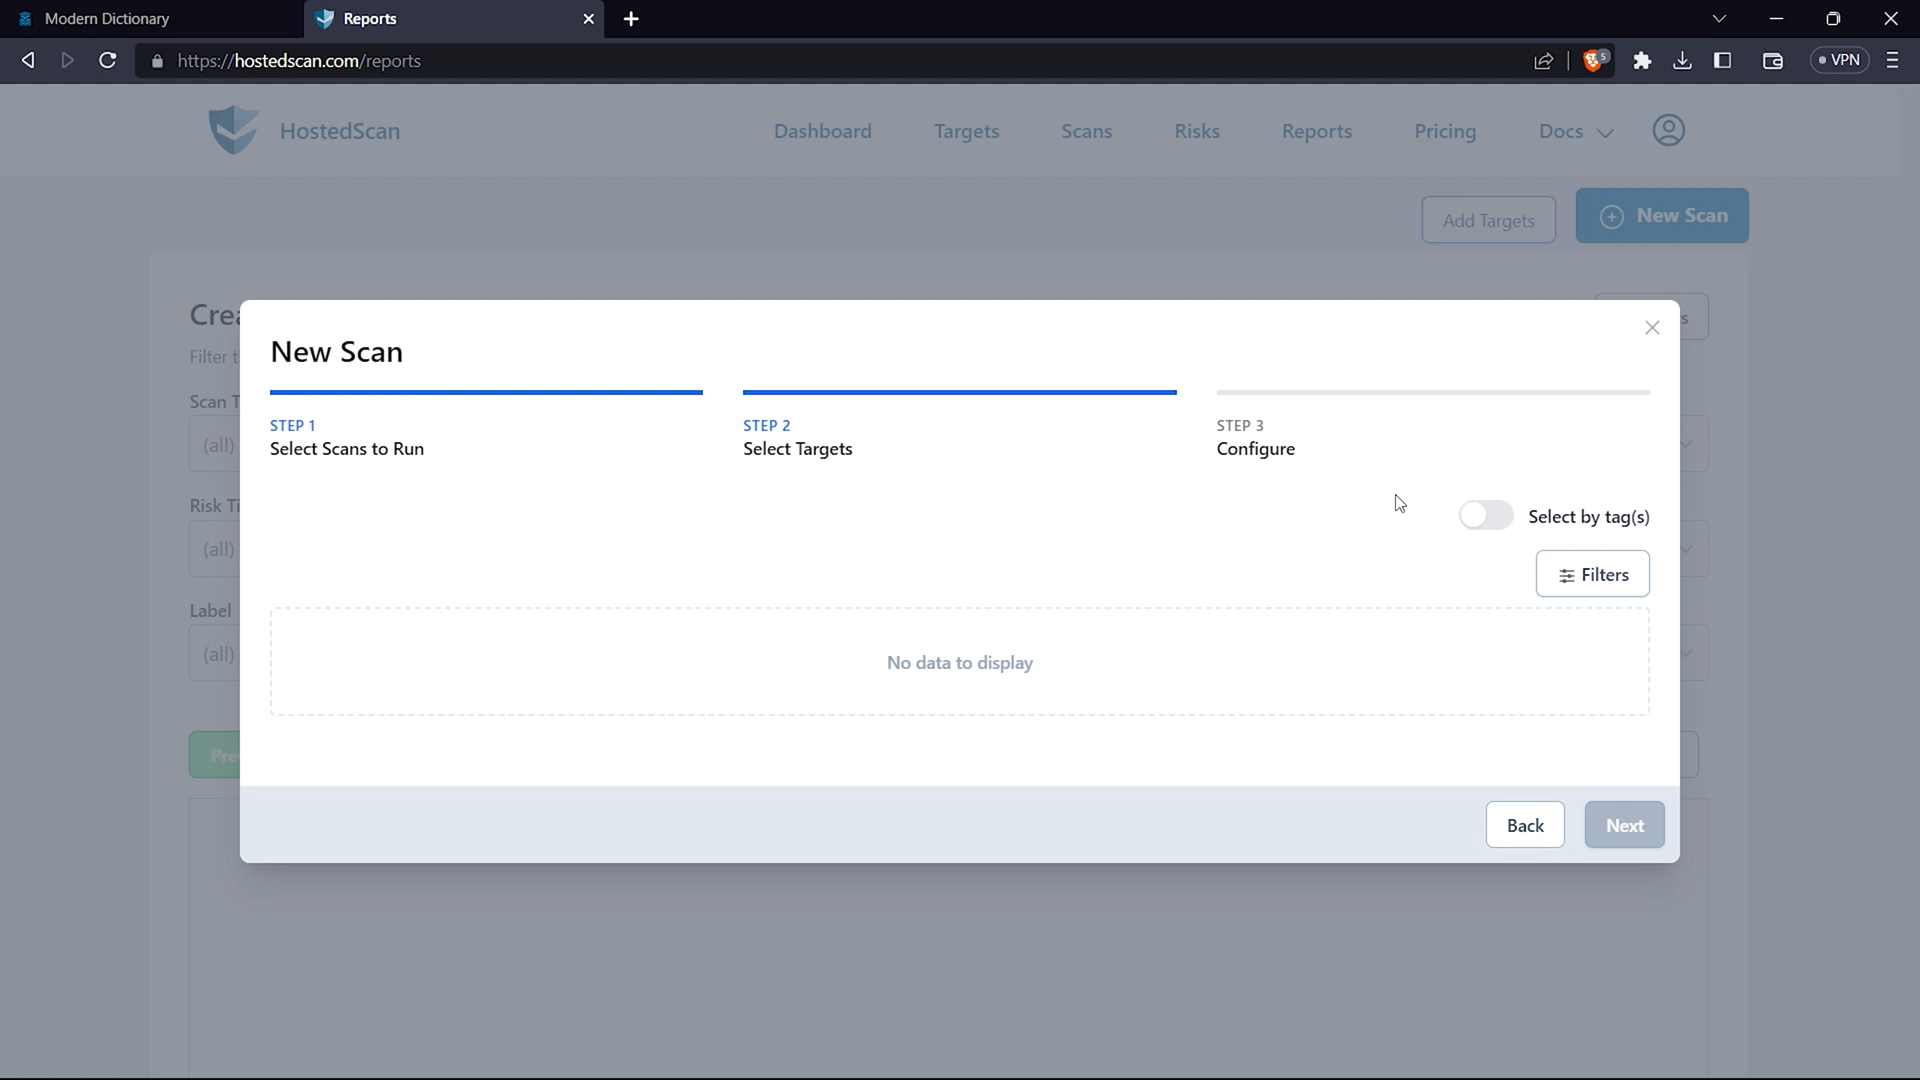 Modern Dictionary
Reports
https://hostedscan.com/reports
5
VPN
HostedScan
Dashboard
Targets
Scans
Risks
Reports
Pricing
Docs
Add Targets
New Scan
Crea
s
Filter t
New Scan
STEP 1
Select Scans to Run
STEP 2
Select Targets
STEP 3
Configure
Scan T
(all)
Risk Ti
(all)
Select by tag(s)
Filters
Label
(all)
No data to display
Pre
Back
Next